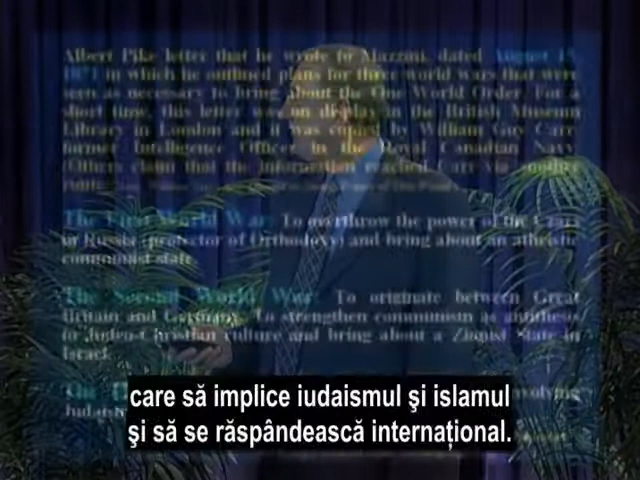 Albert Pike letter that he wrote to Mazzini, dated August 15,
1871 in which he outlined plans for three world wars that were
seen as necessary to bring about the One World Order. For a
short time, this letter was on display in the British Museum
Library in London and it was copied by William Guy Carr,
former Intelligence Officer in the Royal Canadian Navy.
(Others claim that the information reached Carr via another
The First World War: To overthrow the power of the Czars
in Russia (protector of Orthodoxy) and bring about an atheistic
communist state.
The Second World War: To originate between Great
Britain and Germany. To strengthen communism as antithesis
to Judeo-Christian culture and bring about a Zionist State in
Israel.
care să implice iudaismul şi islamul
şi să se răspândească internaţional.